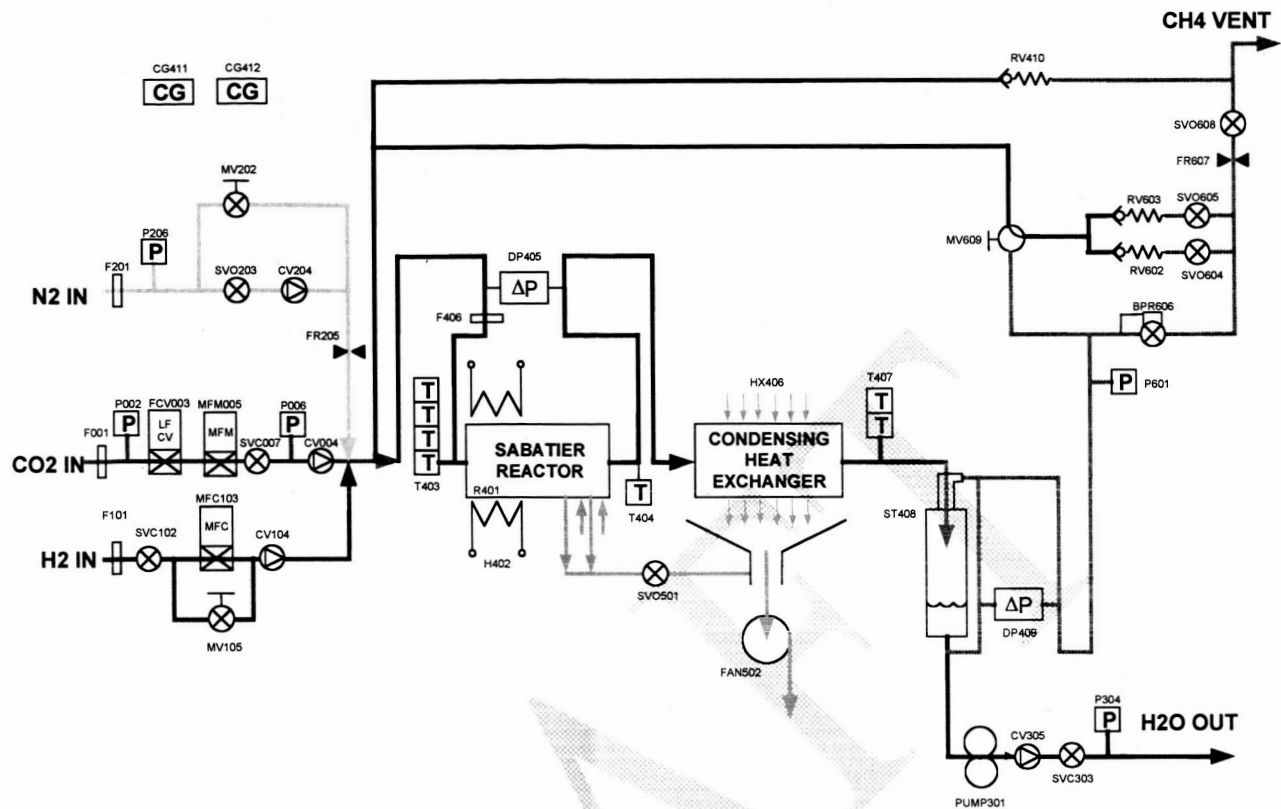 CH4 VENT
CG411
CG412
CG
CG
RV410
SVO608
FR607
MV202
P206
P
F201
SVO203
CV204
N2 IN
FR205
DP405
ΔP
F406
RV603
SVO605
MV609
RV602
SVO604
BPR606
P
P601
P002
P
FCV003
LF
CV
MFM005
MFM
P006
P
F001
SVC007
CV004
CO2 IN
T
T
T
T
T403
SABATIER
REACTOR
R401
T
T404
H402
HX406
CONDENSING
HEAT
EXCHANGER
T407
T
T
MFC103
MFC
F101
SVC102
CV104
H2 IN
MV105
SVO501
FAN502
ST408
ΔP
DP409
P304
P
H2O OUT
CV305
SVC303
PUMP301